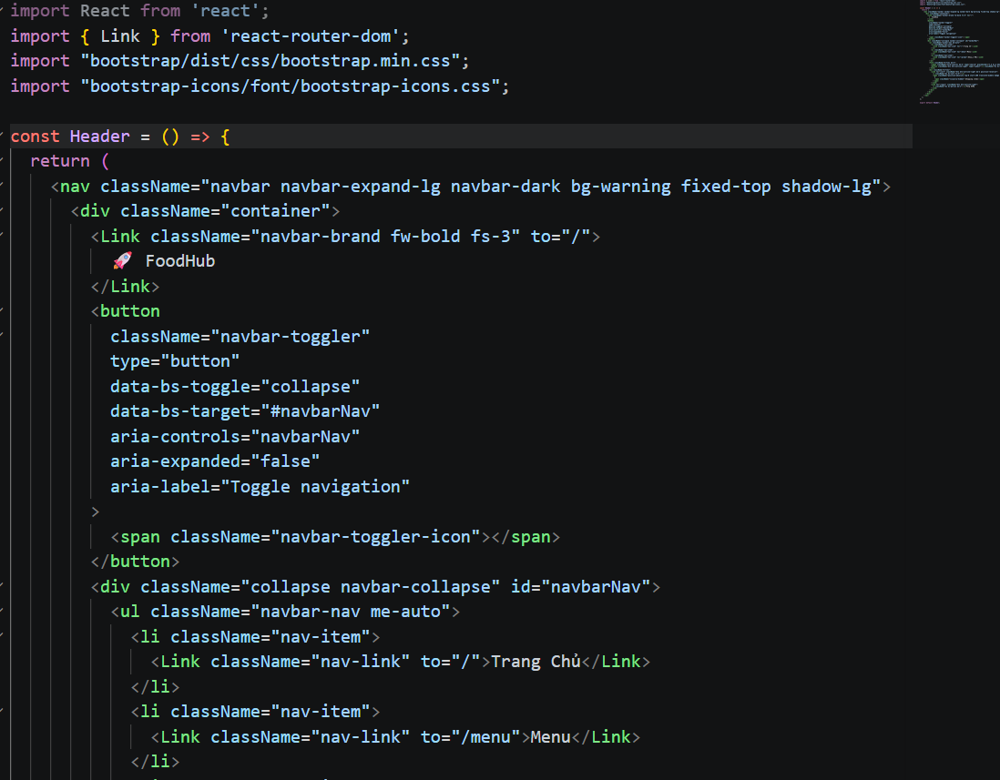 import React from 'react';
import { Link } from 'react-router-dom';
import "bootstrap/dist/css/bootstrap.min.css";
import "bootstrap-icons/font/bootstrap-icons.css";

const Header = () => {
  return (
    <nav className="navbar navbar-expand-lg navbar-dark bg-warning fixed-top shadow-lg">
      <div className="container">
        <Link className="navbar-brand fw-bold fs-3" to="/">
          🚀 FoodHub
        </Link>
        <button
          className="navbar-toggler"
          type="button"
          data-bs-toggle="collapse"
          data-bs-target="#navbarNav"
          aria-controls="navbarNav"
          aria-expanded="false"
          aria-label="Toggle navigation"
        >
          <span className="navbar-toggler-icon"></span>
        </button>
        <div className="collapse navbar-collapse" id="navbarNav">
          <ul className="navbar-nav me-auto">
            <li className="nav-item">
              <Link className="nav-link" to="/">Trang Chủ</Link>
            </li>
            <li className="nav-item">
              <Link className="nav-link" to="/menu">Menu</Link>
            </li>